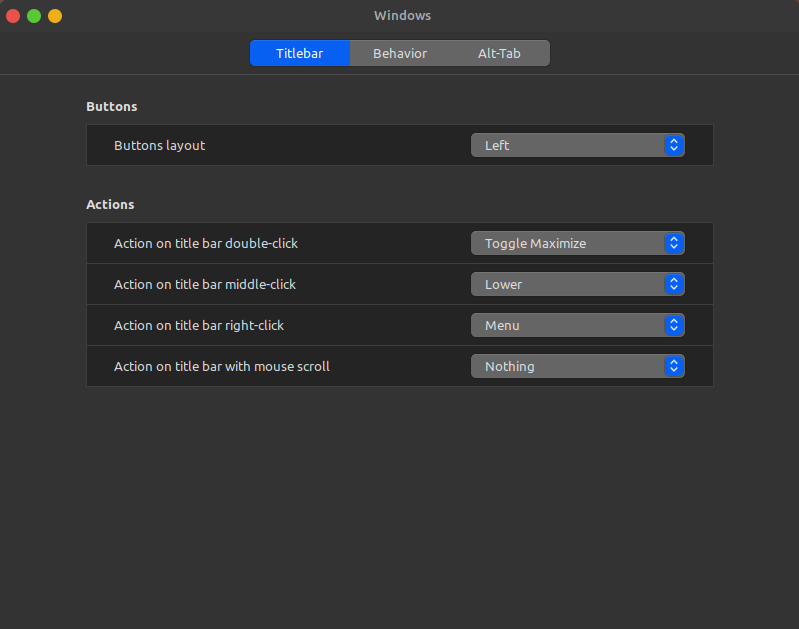 Windows
Titlebar Behavior Alt-Tab
Buttons
Buttons layout Left
Actions
Action on title bar double-click Toggle Maximize
Action on title bar middle-click Lower
Action on title bar right-click Menu
Action on title bar with mouse scroll Nothing